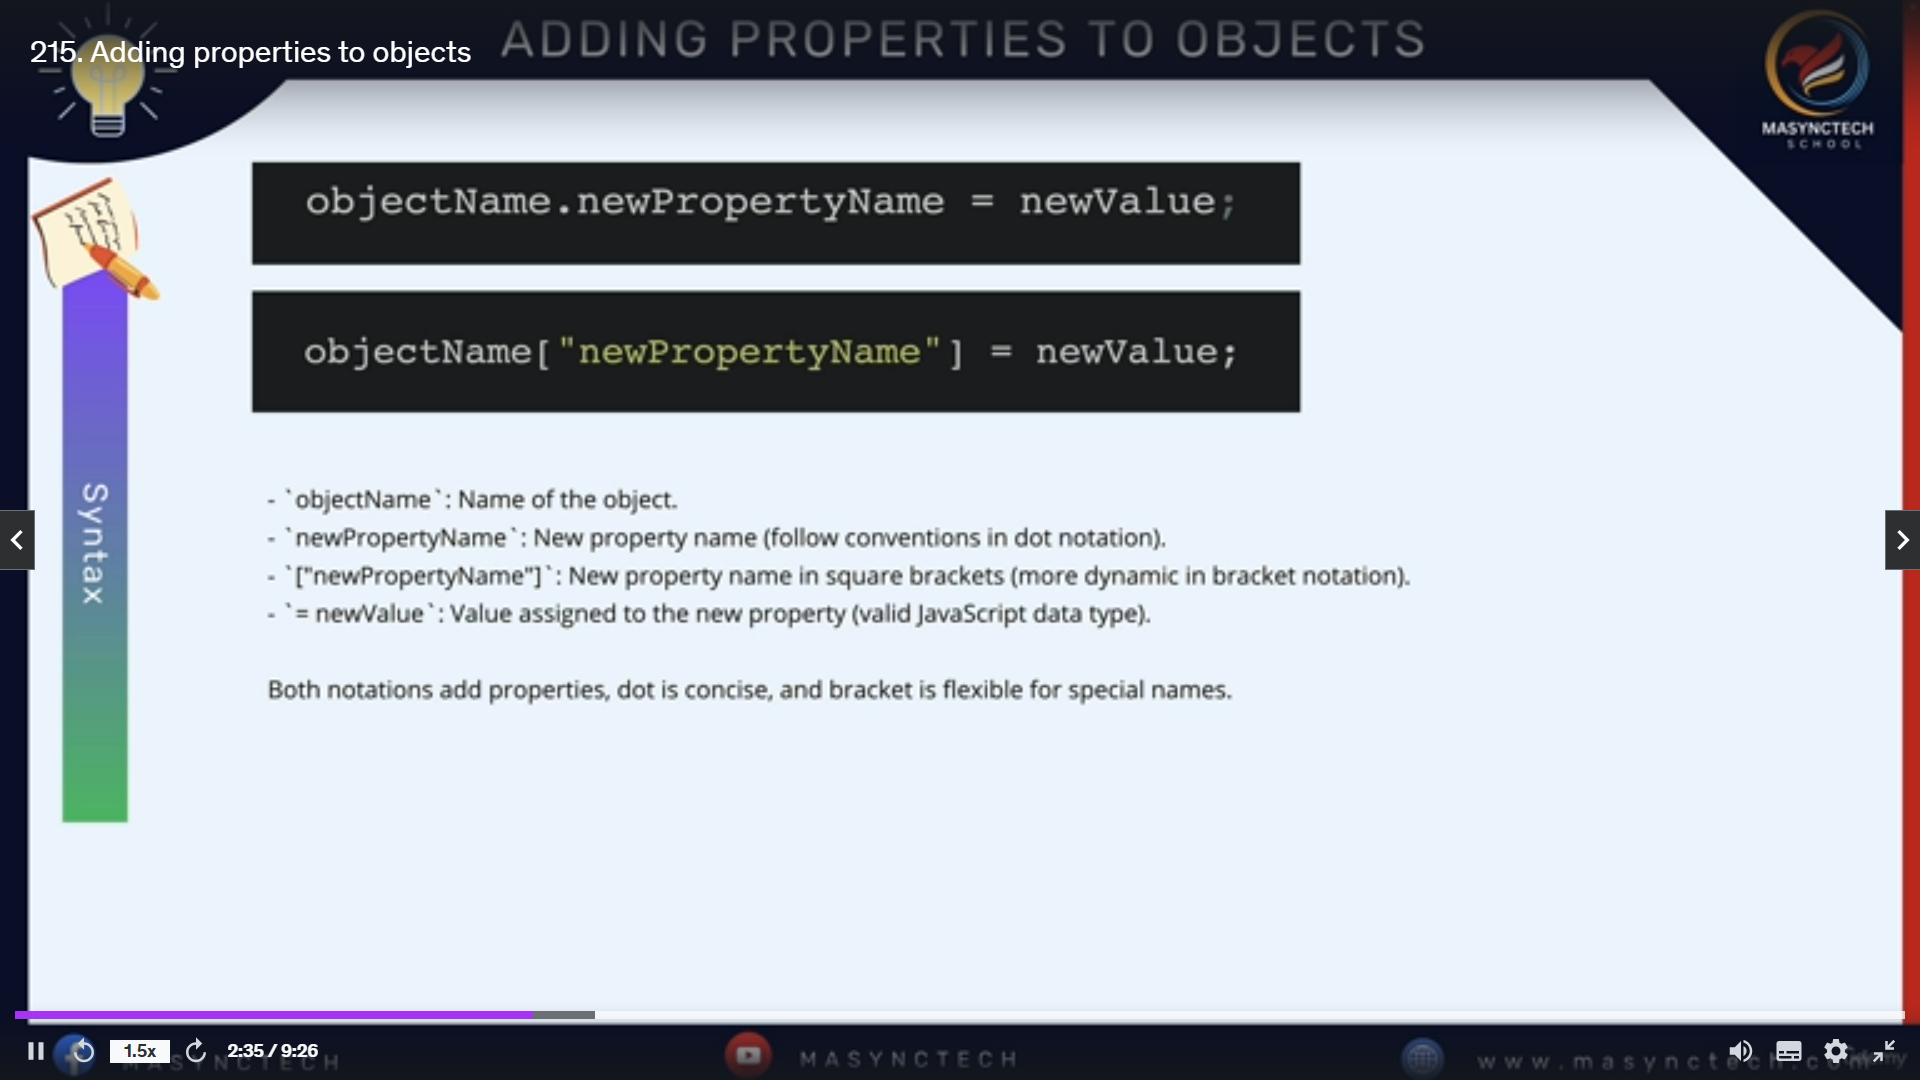 ADDING PROPERTIES TO OBJECTS
215. Adding properties to objects
MASYNCTECH
SCHOOL
objectName.newPropertyName = newValue;
objectName["newPropertyName"] = newValue;
Syntax
- `objectName`: Name of the object.
- `newPropertyName`: New property name (follow conventions in dot notation).
- `["newPropertyName"]`: New property name in square brackets (more dynamic in bracket notation).
- `= newValue`: Value assigned to the new property (valid JavaScript data type).
Both notations add properties, dot is concise, and bracket is flexible for special names.
1.5x
2:35 / 9:26
MASYNCTECH
MASYNCTECH
www.masynctech.com